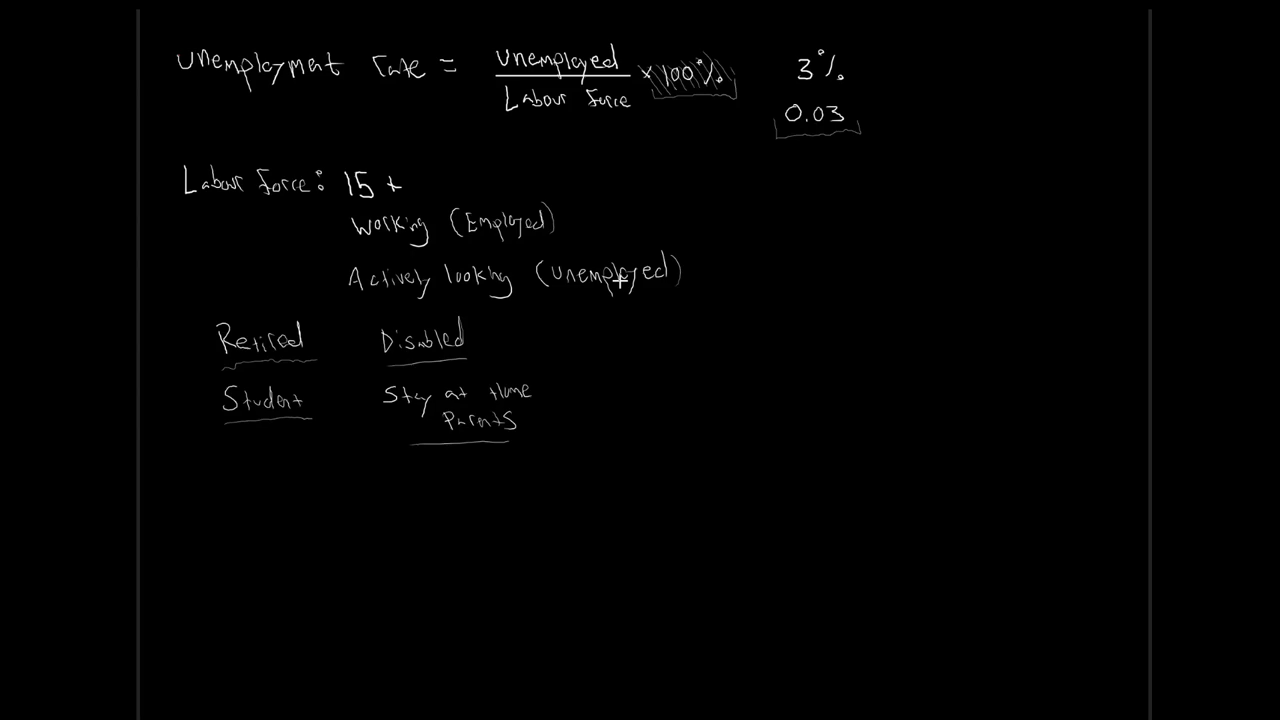 Unemployment rate = Unemployed / Labour Force × 100%
3%
0.03
Labour Force: 15+
Working (Employed)
Actively looking (Unemployed)
Retired Disabled
Student Stay at Home
Parents